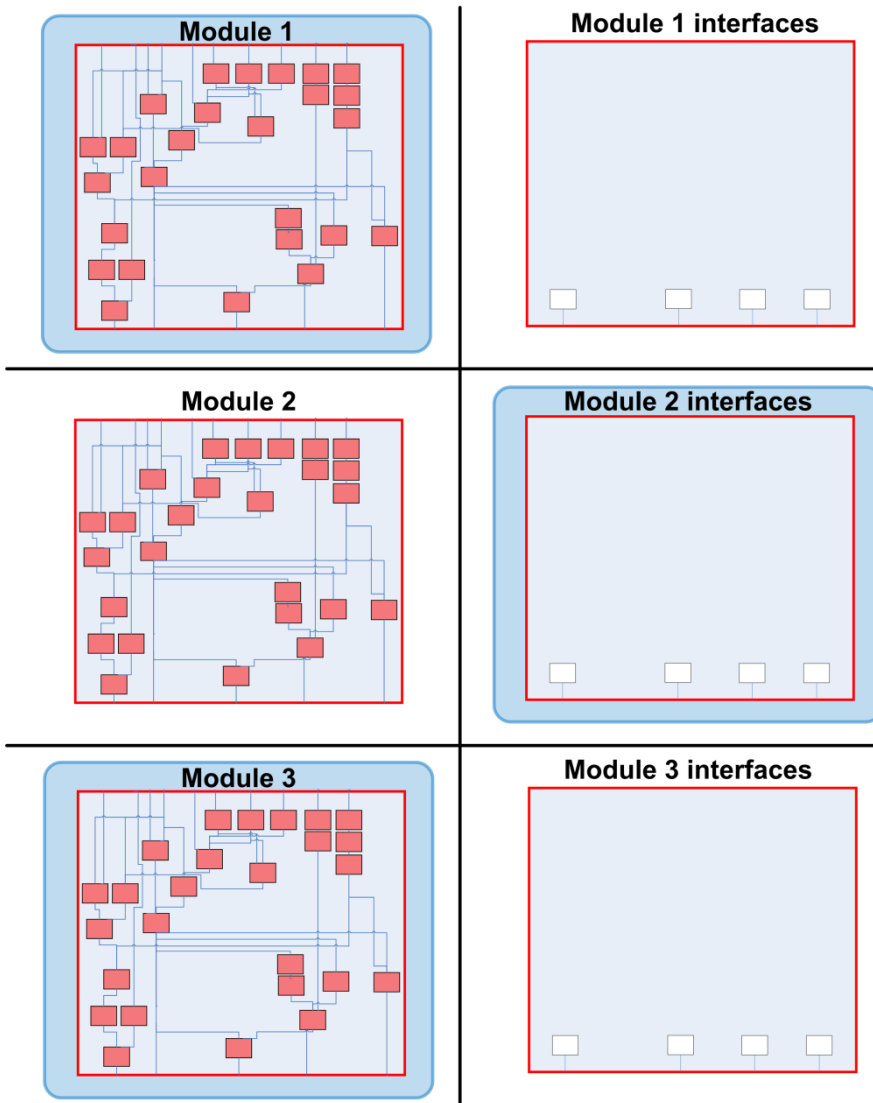 Module 1
Module 1 interfaces
Module 2
Module 2 interfaces
Module 3
Module 3 interfaces